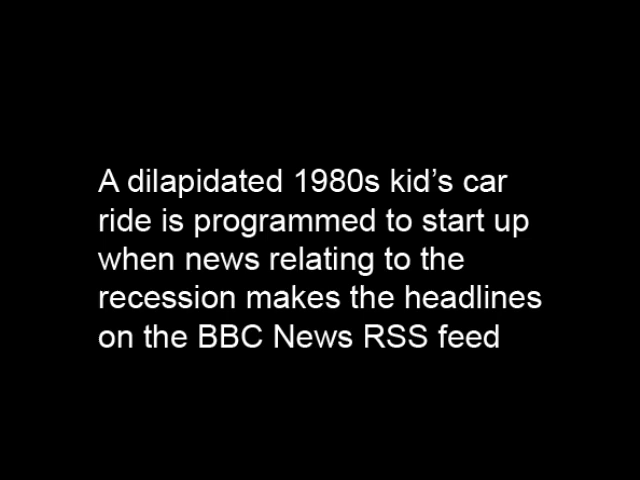 A dilapidated 1980s kid’s car
ride is programmed to start up
when news relating to the
recession makes the headlines
on the BBC News RSS feed